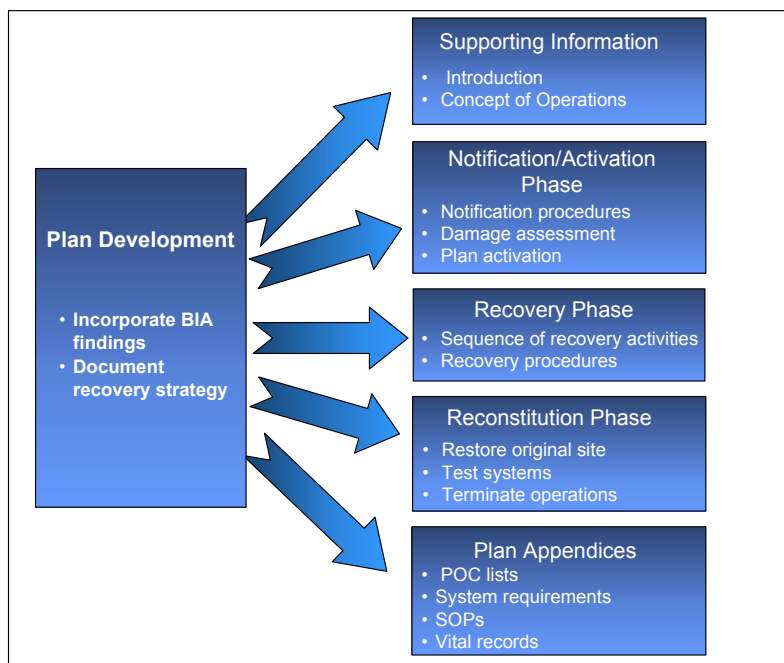 Plan Development
• Incorporate BIA
findings
• Document
recovery strategy
Supporting Information
• Introduction
• Concept of Operations
Notification/Activation
Phase
• Notification procedures
• Damage assessment
• Plan activation
Recovery Phase
• Sequence of recovery activities
• Recovery procedures
Reconstitution Phase
• Restore original site
• Test systems
• Terminate operations
Plan Appendices
• POC lists
• System requirements
• SOPs
• Vital records